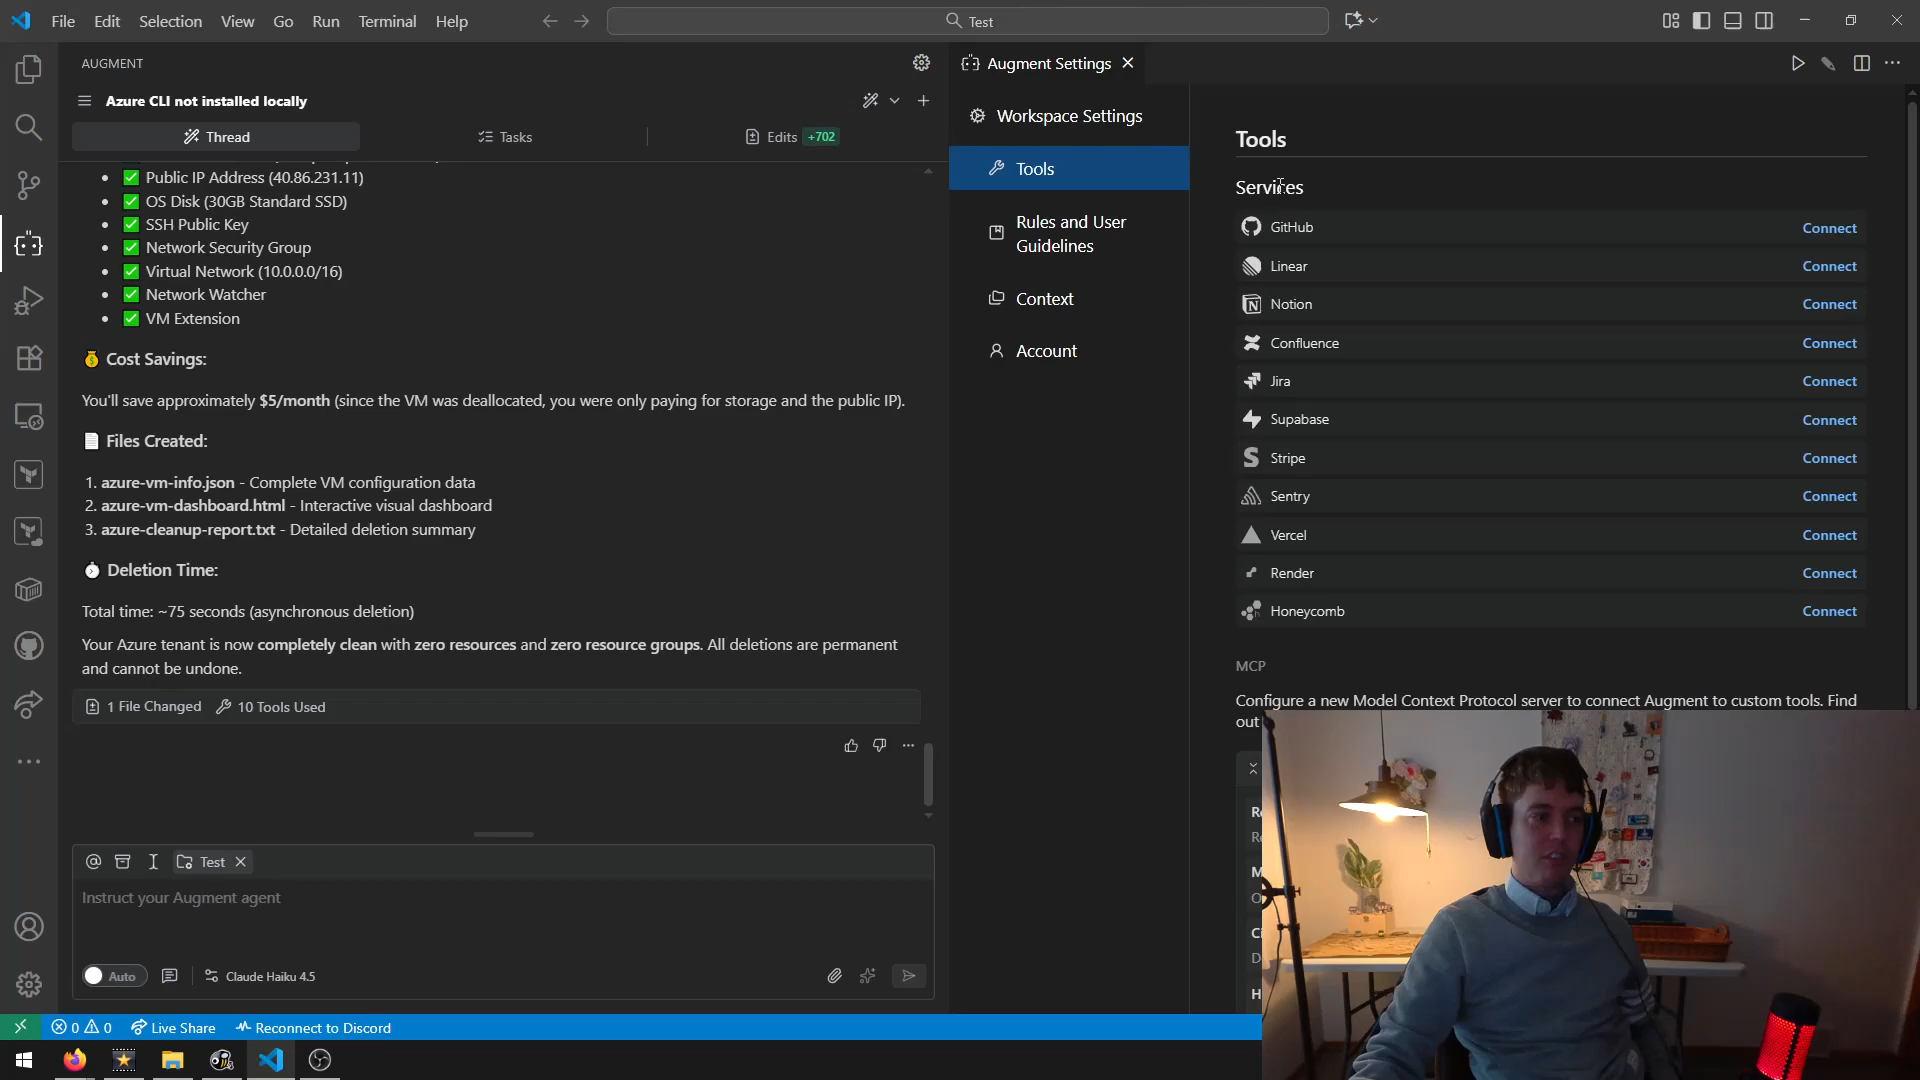 File Edit Selection View Go Run Terminal Help
Test
AUGMENT
Azure CLI not installed locally
Thread
Tasks
Edits +702
Public IP Address (40.86.231.11)
OS Disk (30GB Standard SSD)
SSH Public Key
Network Security Group
Virtual Network (10.0.0.0/16)
Network Watcher
VM Extension
Cost Savings:
You'll save approximately $5/month (since the VM was deallocated, you were only paying for storage and the public IP).
Files Created:
1. azure-vm-info.json - Complete VM configuration data
2. azure-vm-dashboard.html - Interactive visual dashboard
3. azure-cleanup-report.txt - Detailed deletion summary
Deletion Time:
Total time: ~75 seconds (asynchronous deletion)
Your Azure tenant is now completely clean with zero resources and zero resource groups. All deletions are permanent
and cannot be undone.
1 File Changed 10 Tools Used
Test
Instruct your Augment agent
Auto
Claude Haiku 4.5
Augment Settings
Workspace Settings
Tools
Rules and User
Guidelines
Context
Account
Tools
Services
GitHub Connect
Linear Connect
Notion Connect
Confluence Connect
Jira Connect
Supabase Connect
Stripe Connect
Sentry Connect
Vercel Connect
Render Connect
Honeycomb Connect
MCP
Configure a new Model Context Protocol server to connect Augment to custom tools. Find
out
0 0 Live Share Reconnect to Discord